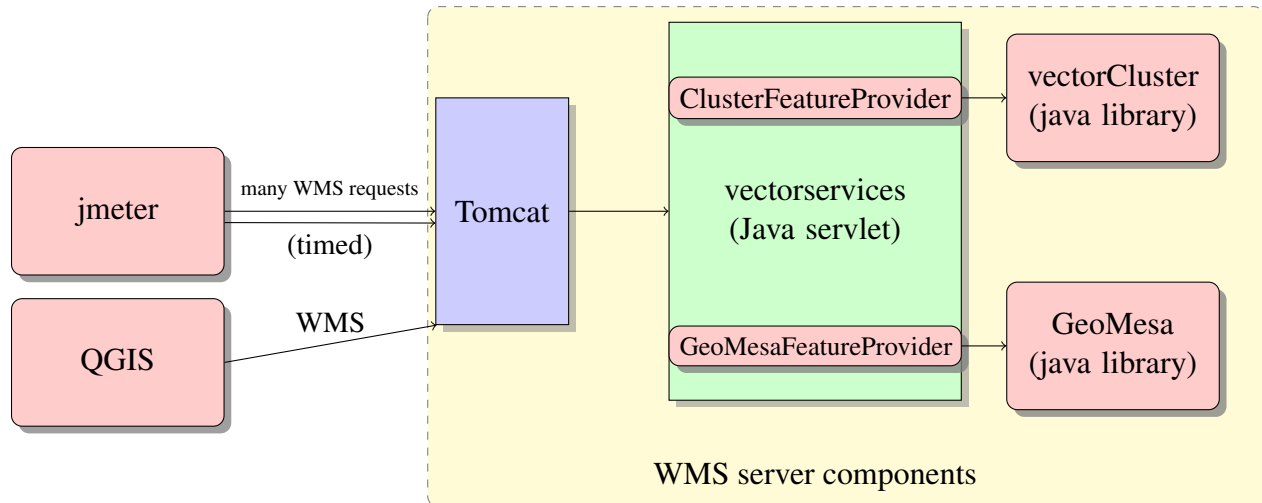 jmeter
many WMS requests
(timed)
QGIS
WMS
Tomcat
ClusterFeatureProvider
vectorservices
(Java servlet)
GeoMesaFeatureProvider
vectorCluster
(java library)
GeoMesa
(java library)
WMS server components